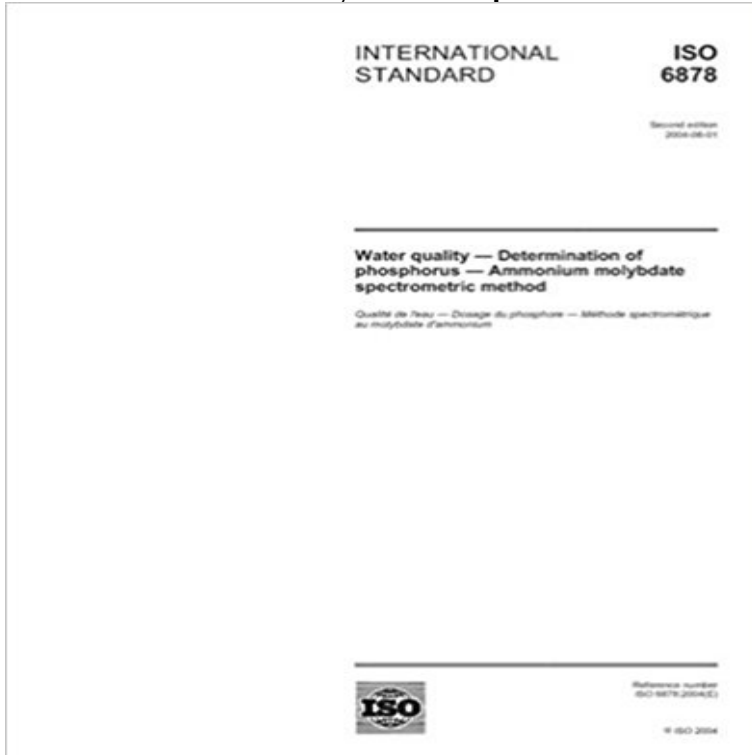 INTERNATIONAL
STANDARD
ISO
6878
Second edition
2004-06-01
Water quality — Determination of
phosphorus — Ammonium molybdate
spectrometric method
Qualité de l'eau — Dosage du phosphore — Méthode spectrométrique
au molybdate d'ammonium
ISO
Reference number
ISO 6878:2004(E)
© ISO 2004